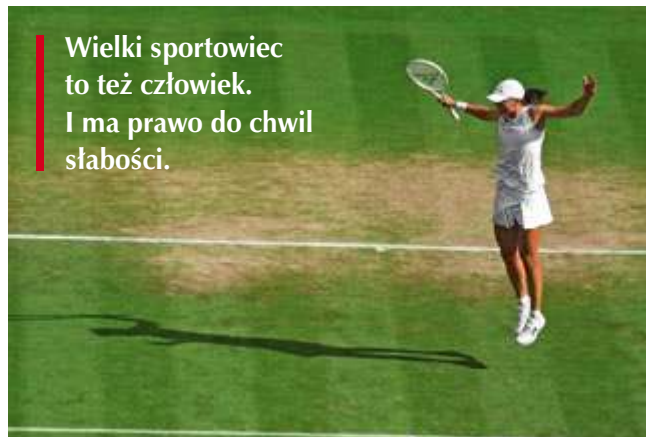 Wielki sportowiec
to też człowiek.
I ma prawo do chwil
słabości.